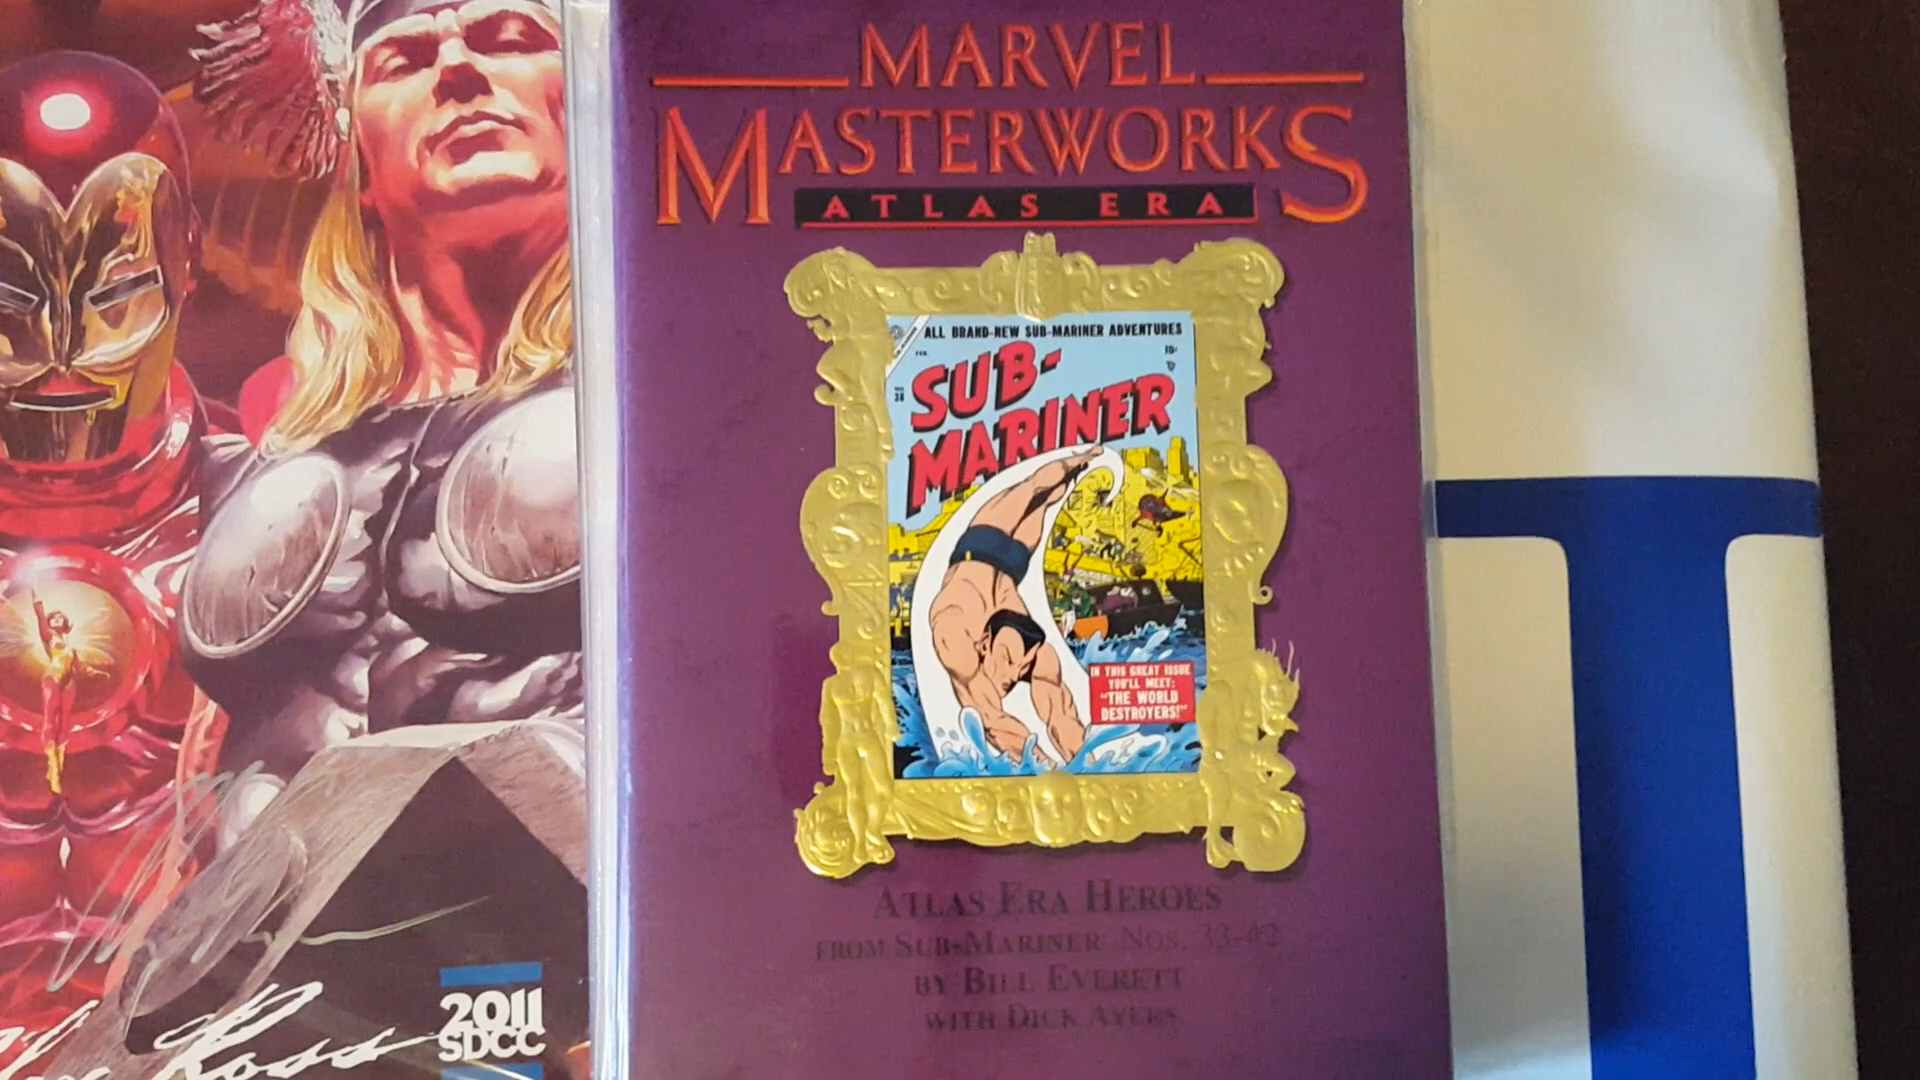 MARVEL
MASTERWORKS
ATLAS ERA
ALL BRAND-NEW SUB-MARINER ADVENTURES
FEB.
10¢
NO.
38
SUB-
MARINER
IN THIS GREAT ISSUE
YOU'LL MEET:
"THE WORLD
DESTROYERS!"
ATLAS ERA HEROES
FROM SUB-MARINER NOS. 33-42
BY BILL EVERETT
WITH DICK AYERS
Ross
2011
SDCC